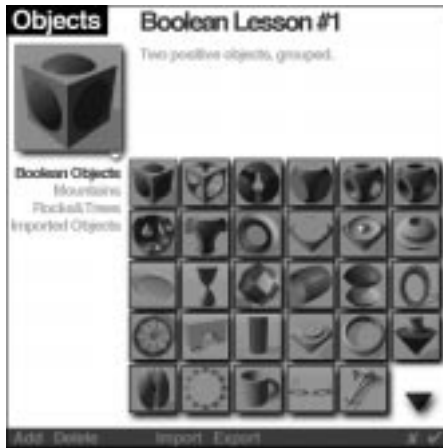 Objects
Boolean Lesson #1
Two positive objects, grouped.
Boolean Objects
Mountains
Rocks&Trees
Imported Objects
Add Delete Import Export